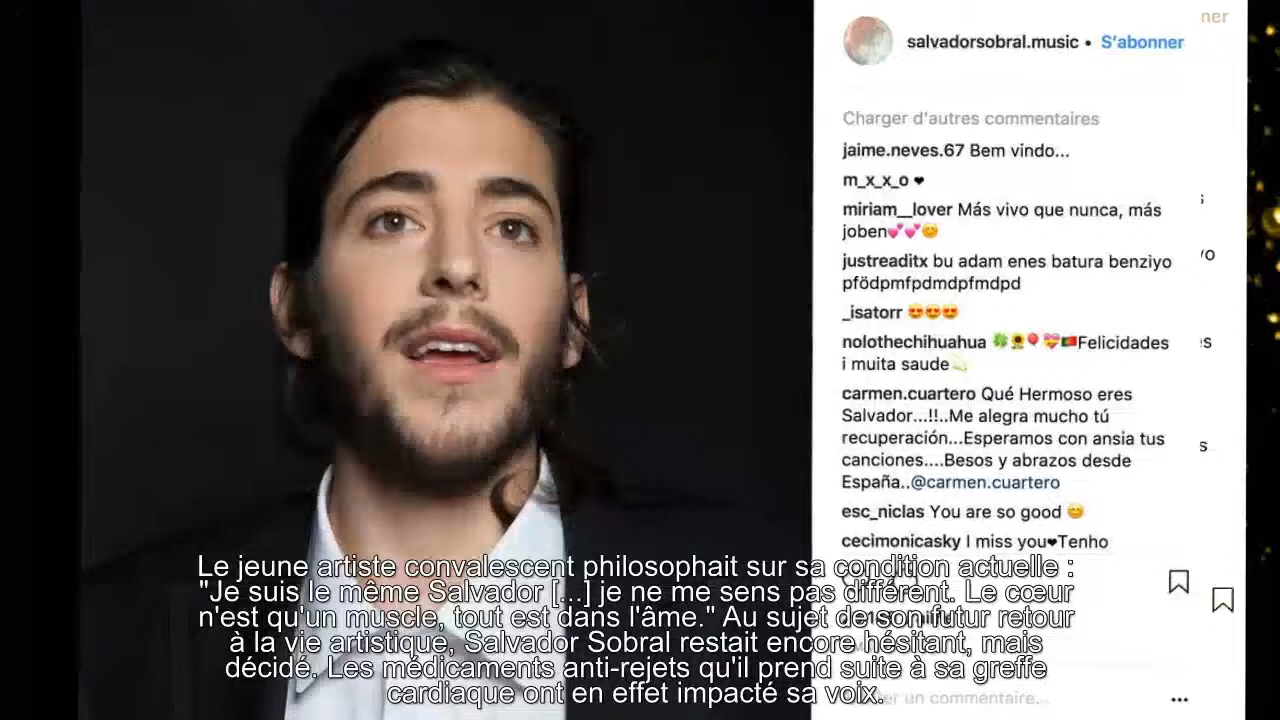 ner
salvadorsobral.music • S'abonner
Charger d'autres commentaires
jaime.neves.67 Bem vindo...
m_x_x_o ❤
miriam__lover Más vivo que nunca, más
joben💕💕😊
justreaditx bu adam enes batura benziyo
pfödpmfpdmdpfmdpd
_isatorr 😍😍😍
nolothechihuahua 🍀🌻🎈💝🇵🇹Felicidades
i muita saude💫
carmen.cuartero Qué Hermoso eres
Salvador...!!..Me alegra mucho tú
recuperación...Esperamos con ansia tus
canciones....Besos y abrazos desde
España..@carmen.cuartero
esc_niclas You are so good 😊
cecimonicasky I miss you❤Tenho
Le jeune artiste convalescent philosophait sur sa condition actuelle :
"Je suis le même Salvador [...] je ne me sens pas différent. Le cœur
n'est qu'un muscle, tout est dans l'âme." Au sujet de son futur retour
à la vie artistique, Salvador Sobral restait encore hésitant, mais
décidé. Les médicaments anti-rejets qu'il prend suite à sa greffe
cardiaque ont en effet impacté sa voix.
er un commentaire...